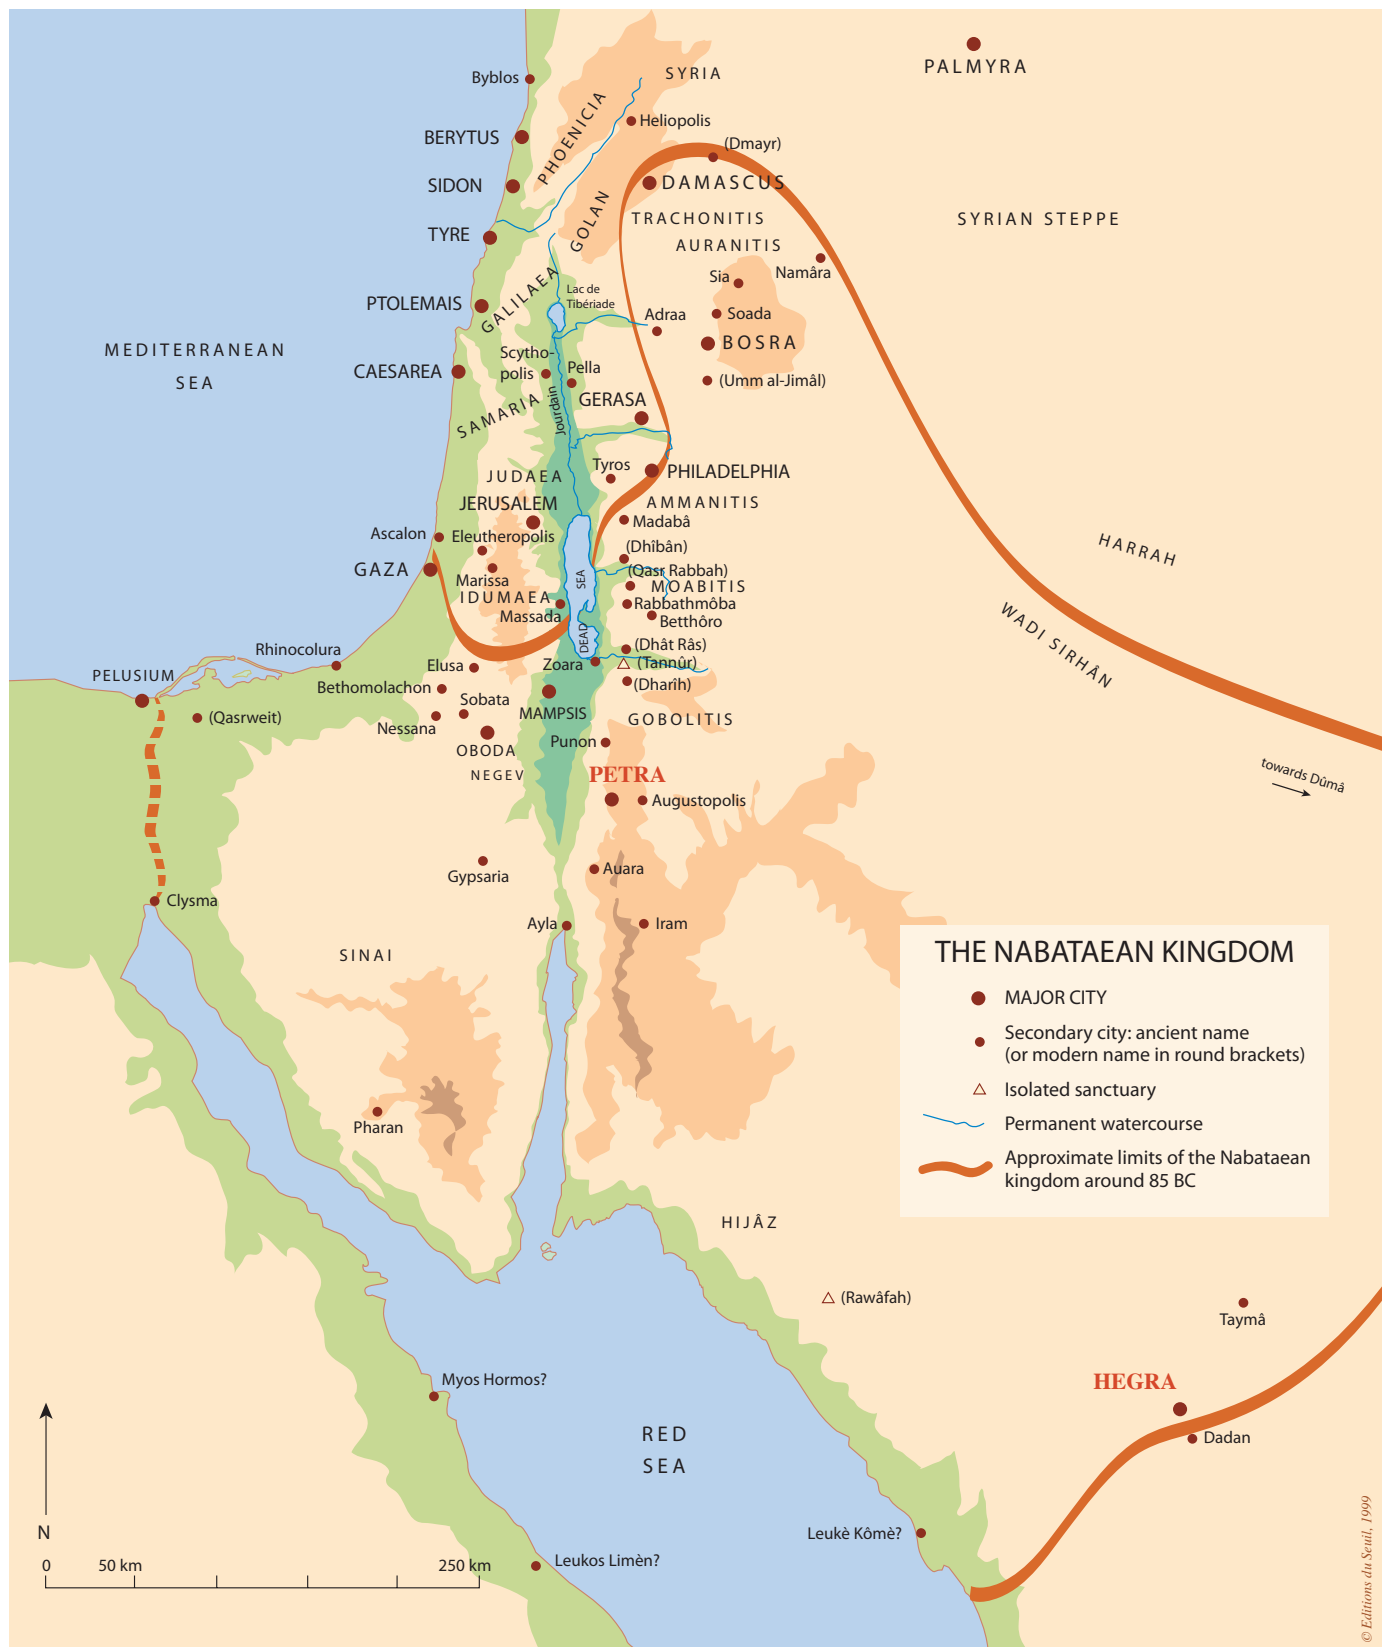 PALMYRA
SYRIA
Byblos
PHOENICIA
Heliopolis
BERYTUS
(Dmayr)
SIDON
DAMASCUS
GOLAN
TRACHONITIS
SYRIAN STEPPE
TYRE
AURANITIS
Namâra
Sia
GALILAEA
Lac de
Tibériade
PTOLEMAIS
Adraa
Soada
BOSRA
MEDITERRANEAN
SEA
Scytho-
polis
Pella
CAESAREA
(Umm al-Jimâl)
Jourdain
GERASA
SAMARIA
Tyros
PHILADELPHIA
JUDAEA
JERUSALEM
AMMANITIS
Madabâ
Ascalon
Eleutheropolis
(Dhîbân)
HARRAH
GAZA
(Qasr Rabbah)
Marissa
MOABITIS
DEAD SEA
IDUMAEA
Rabbathmôba
Massada
Betthôro
WADI SIRHÂN
Rhinocolura
(Dhât Râs)
Elusa
Zoara
(Tannûr)
PELUSIUM
Bethomolachon
(Dharîh)
Sobata
MAMPSIS
(Qasrweit)
Nessana
GOBOLITIS
OBODA
Punon
NEGEV
PETRA
towards Dûmâ
Augustopolis
Gypsaria
Auara
Clysma
Ayla
Iram
SINAI
THE NABATAEAN KINGDOM
MAJOR CITY
Secondary city: ancient name
(or modern name in round brackets)
Isolated sanctuary
Permanent watercourse
Approximate limits of the Nabataean
kingdom around 85 BC
Pharan
HIJÂZ
(Rawâfah)
Taymâ
Myos Hormos?
HEGRA
RED
SEA
Dadan
N
Leukè Kômè?
0 50 km 250 km
Leukos Limèn?
© Editions du Seuil, 1999